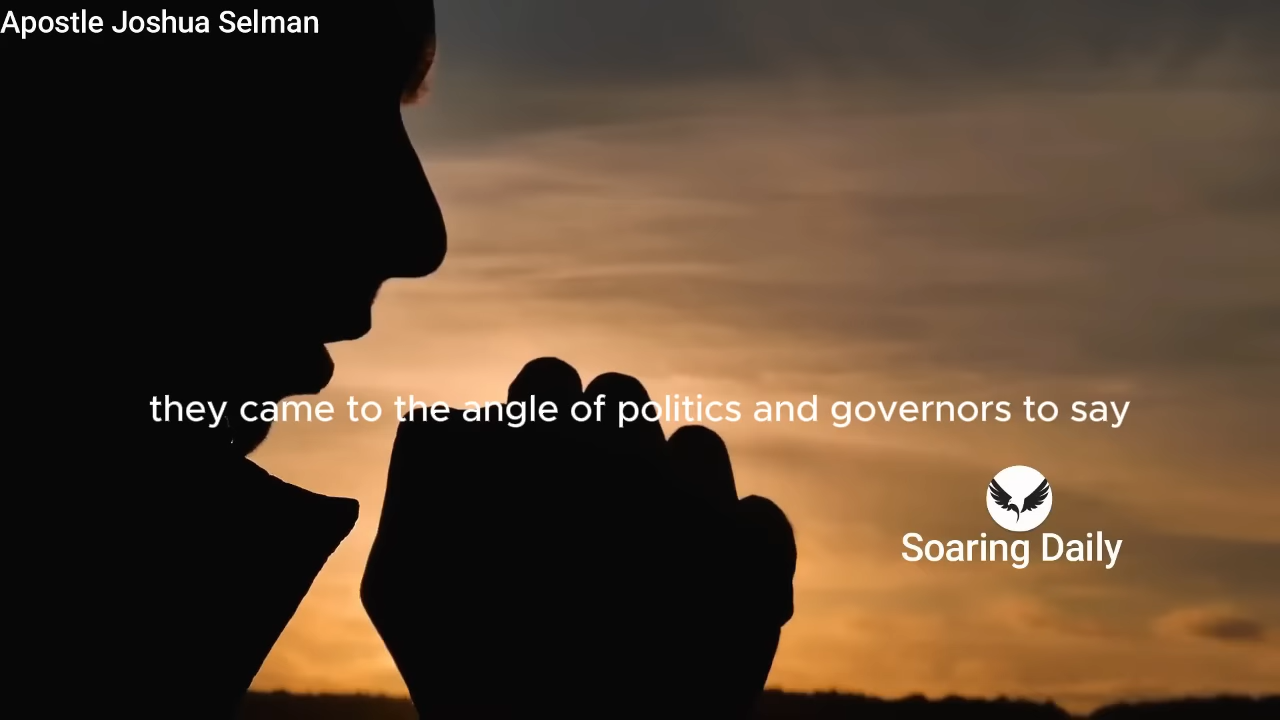 Apostle Joshua Selman
they came to the angle of politics and governors to say
Soaring Daily